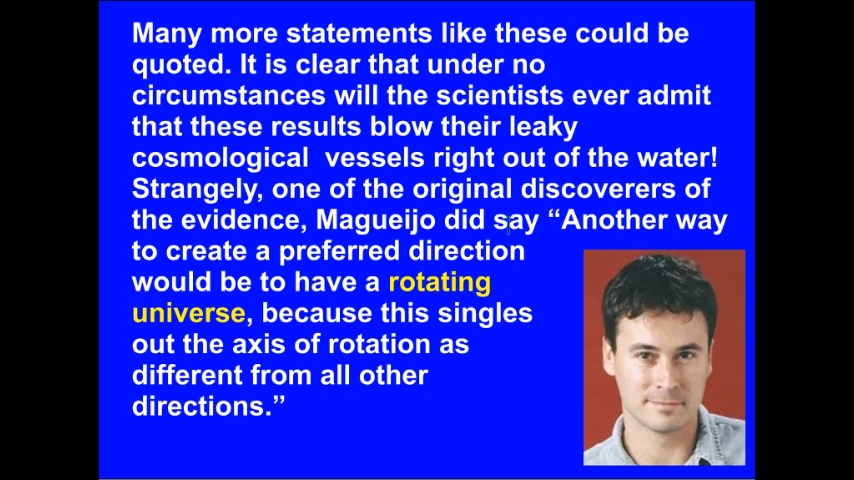 Many more statements like these could be
quoted. It is clear that under no
circumstances will the scientists ever admit
that these results blow their leaky
cosmological  vessels right out of the water!
Strangely, one of the original discoverers of
the evidence, Magueijo did say “Another way
to create a preferred direction
would be to have a rotating
universe, because this singles
out the axis of rotation as
different from all other
directions.”